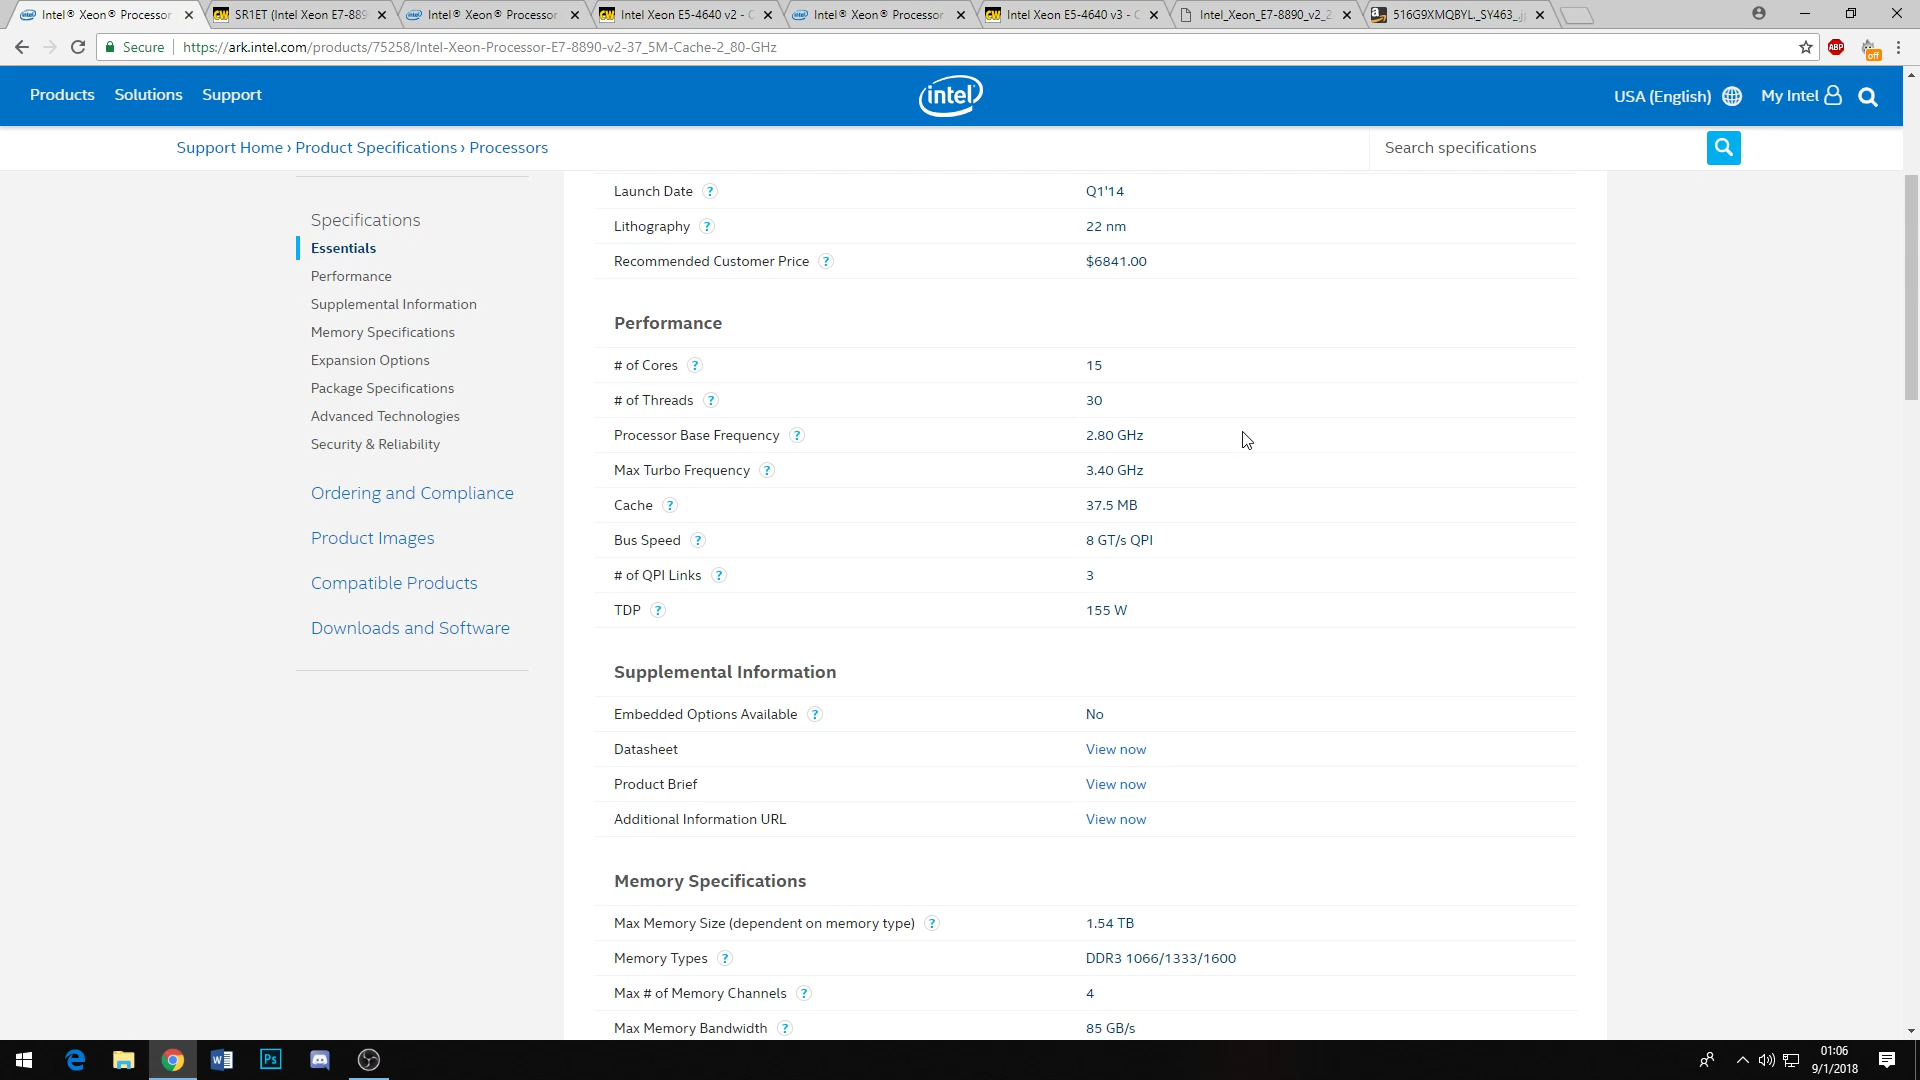 Intel® Xeon® Processor
SR1ET (Intel Xeon E7-889
Intel® Xeon® Processor
Intel Xeon E5-4640 v2 - C
Intel® Xeon® Processor
Intel Xeon E5-4640 v3 - C
Intel_Xeon_E7-8890_v2_2
516G9XMQBYL._SY463_.j
Secure
https://ark.intel.com/products/75258/Intel-Xeon-Processor-E7-8890-v2-37_5M-Cache-2_80-GHz
ABP
off
Products
Solutions
Support
intel
USA (English)
My Intel
Support Home › Product Specifications › Processors
Search specifications
Specifications
Essentials
Performance
Supplemental Information
Memory Specifications
Expansion Options
Package Specifications
Advanced Technologies
Security & Reliability
Ordering and Compliance
Product Images
Compatible Products
Downloads and Software
Launch Date ? Q1'14
Lithography ? 22 nm
Recommended Customer Price ? $6841.00
Performance
# of Cores ? 15
# of Threads ? 30
Processor Base Frequency ? 2.80 GHz
Max Turbo Frequency ? 3.40 GHz
Cache ? 37.5 MB
Bus Speed ? 8 GT/s QPI
# of QPI Links ? 3
TDP ? 155 W
Supplemental Information
Embedded Options Available ? No
Datasheet View now
Product Brief View now
Additional Information URL View now
Memory Specifications
Max Memory Size (dependent on memory type) ? 1.54 TB
Memory Types ? DDR3 1066/1333/1600
Max # of Memory Channels ? 4
Max Memory Bandwidth ? 85 GB/s
Ps
01:06
9/1/2018